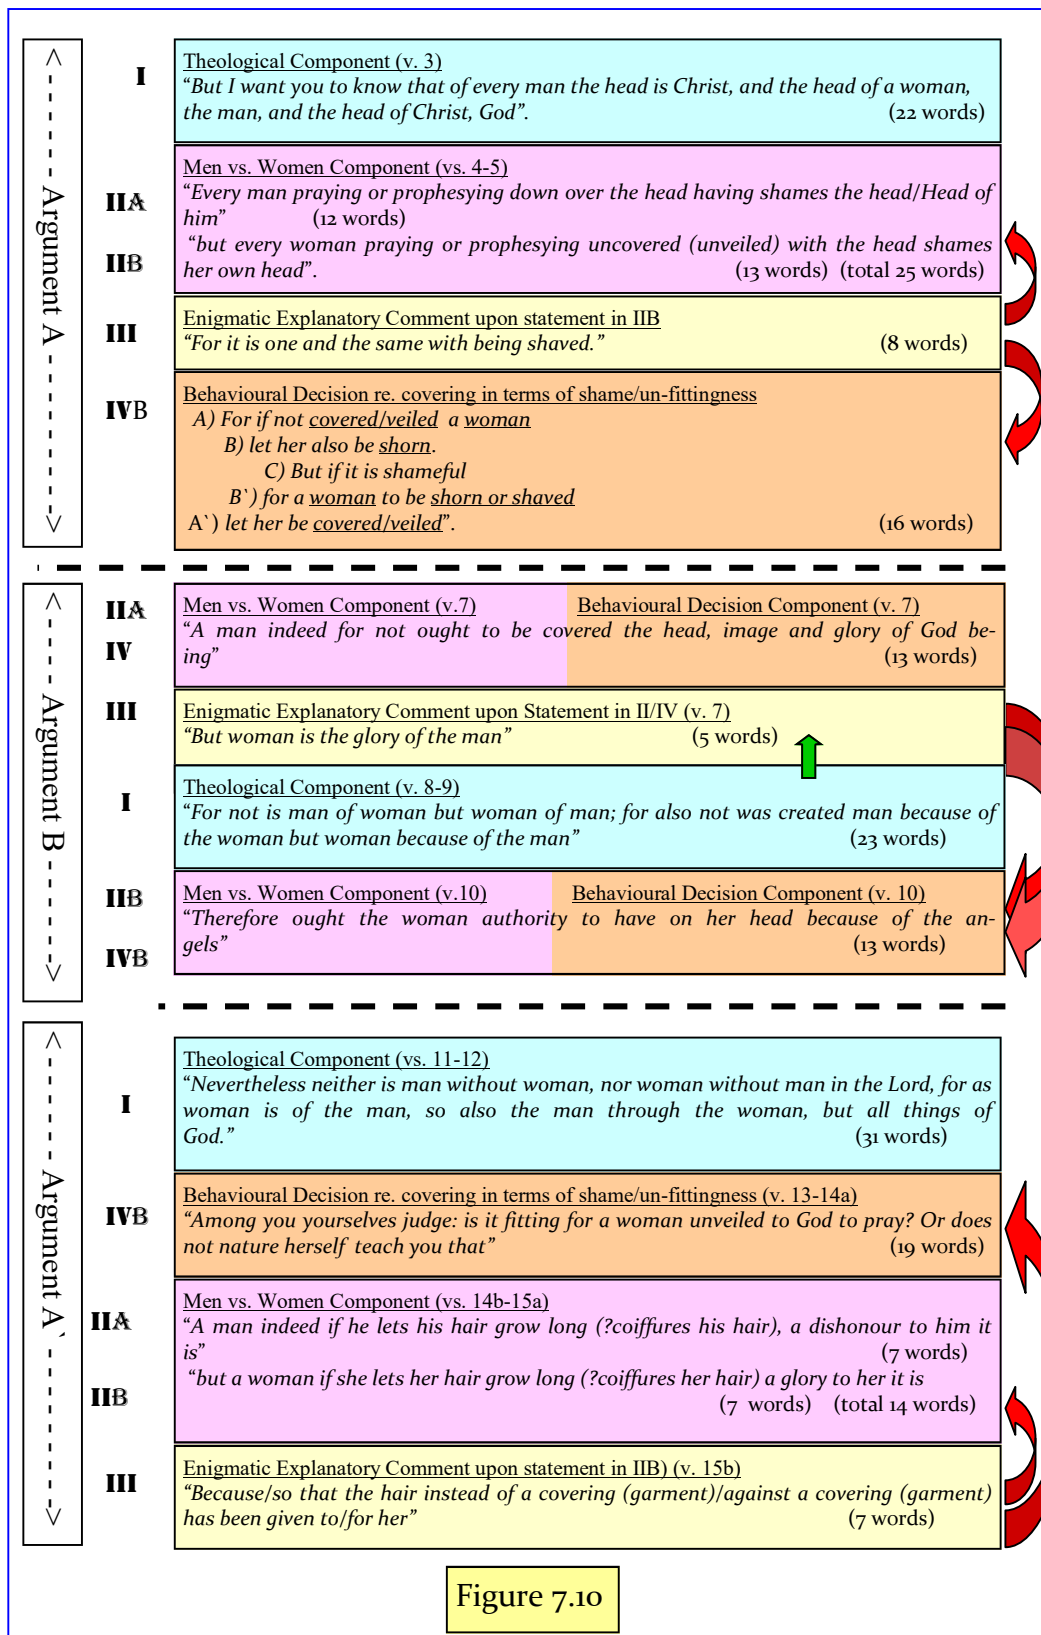 <--- Argument A --->
I
Theological Component (v. 3)
“But I want you to know that of every man the head is Christ, and the head of a woman,
the man, and the head of Christ, God”. (22 words)
Men vs. Women Component (vs. 4-5)
IIA
“Every man praying or prophesying down over the head having shames the head/Head of
him” (12 words)
IIB
“but every woman praying or prophesying uncovered (unveiled) with the head shames
her own head”. (13 words) (total 25 words)
III
Enigmatic Explanatory Comment upon statement in IIB
“For it is one and the same with being shaved.” (8 words)
IVB
Behavioural Decision re. covering in terms of shame/un-fittingness
A) For if not covered/veiled a woman
B) let her also be shorn.
C) But if it is shameful
B`) for a woman to be shorn or shaved
A`) let her be covered/veiled”. (16 words)
<--- Argument B --->
IIA
Men vs. Women Component (v.7) Behavioural Decision Component (v. 7)
“A man indeed for not ought to be covered the head, image and glory of God be-
IV
ing” (13 words)
III
Enigmatic Explanatory Comment upon Statement in II/IV (v. 7)
“But woman is the glory of the man” (5 words)
I
Theological Component (v. 8-9)
“For not is man of woman but woman of man; for also not was created man because of
the woman but woman because of the man” (23 words)
IIB
Men vs. Women Component (v.10) Behavioural Decision Component (v. 10)
“Therefore ought the woman authority to have on her head because of the an-
IVB
gels” (13 words)
<--- Argument A` --->
Theological Component (vs. 11-12)
I
“Nevertheless neither is man without woman, nor woman without man in the Lord, for as
woman is of the man, so also the man through the woman, but all things of
God.” (31 words)
IVB
Behavioural Decision re. covering in terms of shame/un-fittingness (v. 13-14a)
“Among you yourselves judge: is it fitting for a woman unveiled to God to pray? Or does
not nature herself teach you that” (19 words)
Men vs. Women Component (vs. 14b-15a)
IIA
“A man indeed if he lets his hair grow long (?coiffures his hair), a dishonour to him it
is” (7 words)
IIB
“but a woman if she lets her hair grow long (?coiffures her hair) a glory to her it is
(7 words) (total 14 words)
III
Enigmatic Explanatory Comment upon statement in IIB) (v. 15b)
“Because/so that the hair instead of a covering (garment)/against a covering (garment)
has been given to/for her” (7 words)
Figure 7.10